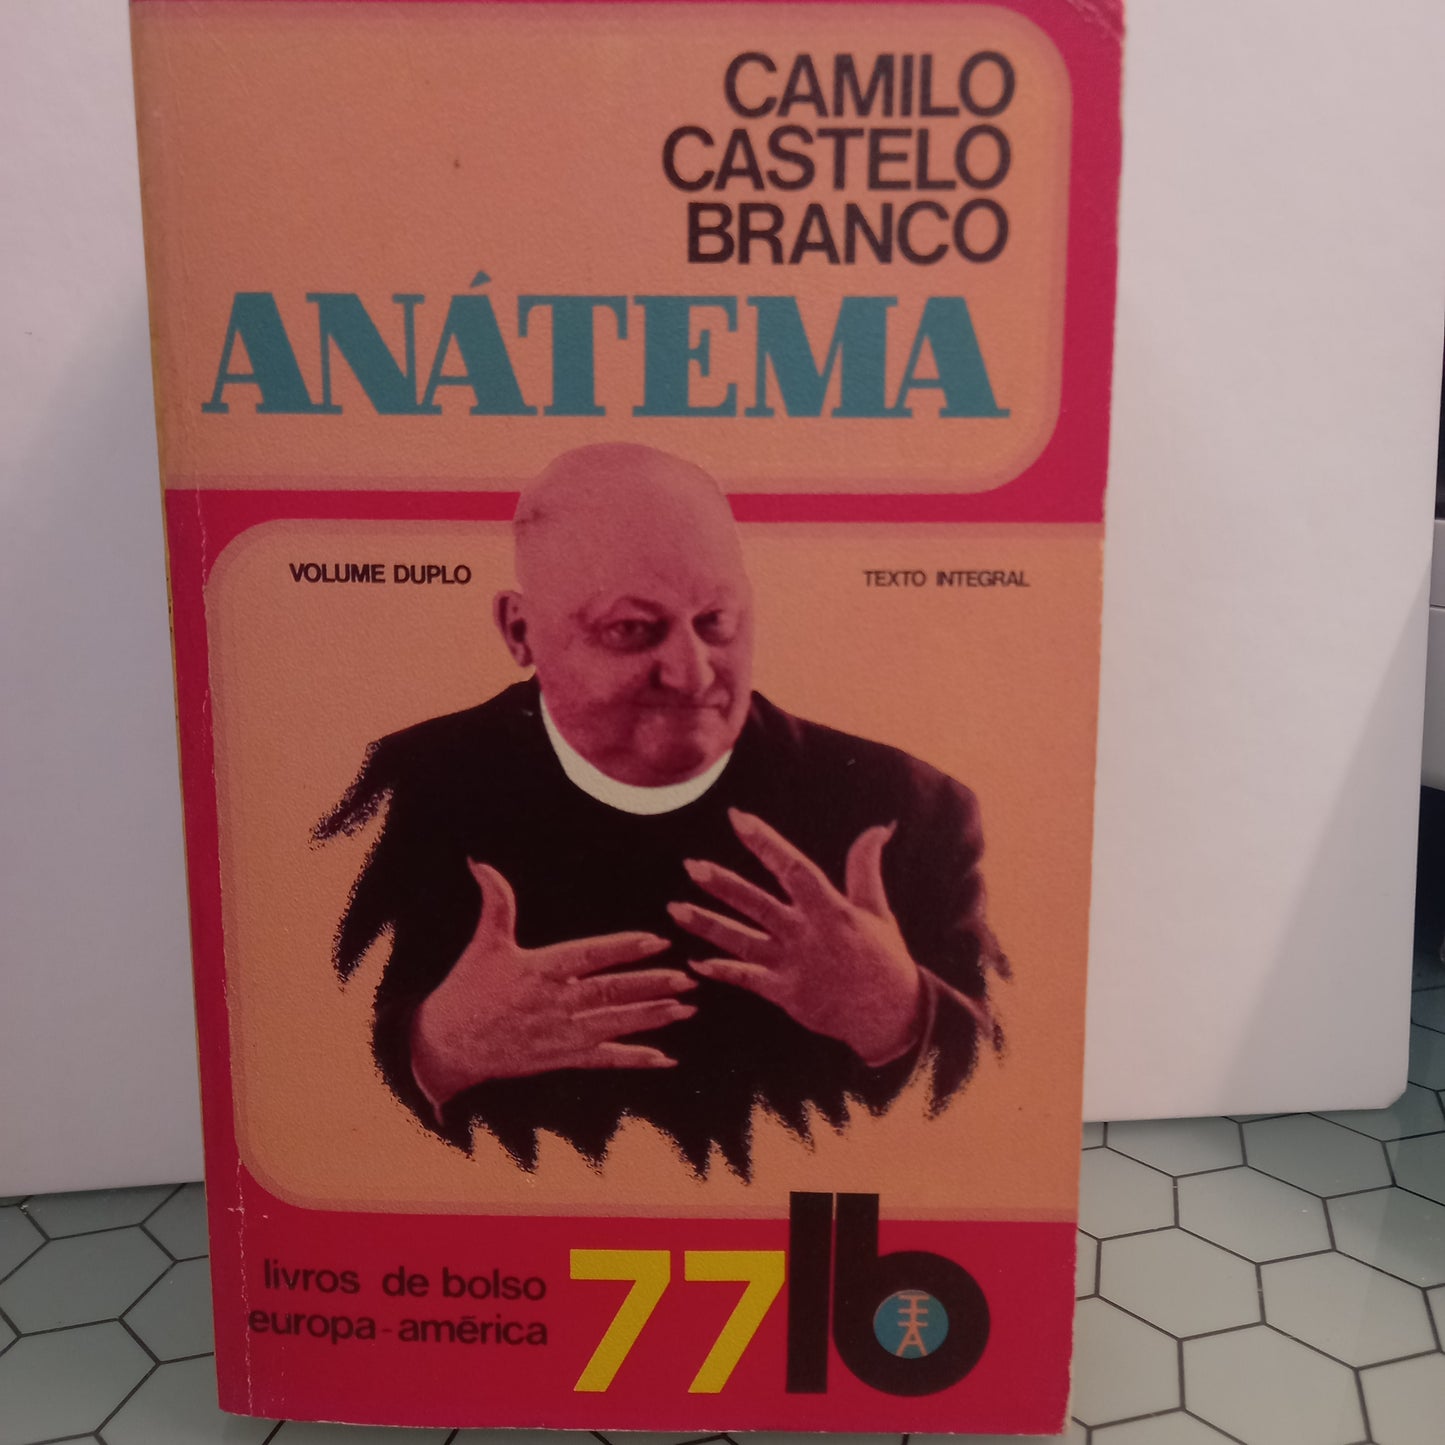 CAMILO
CASTELO
BRANCO
ANÁTEMA
VOLUME DUPLO
TEXTO INTEGRAL
livros de bolso
europa-américa
77
lb